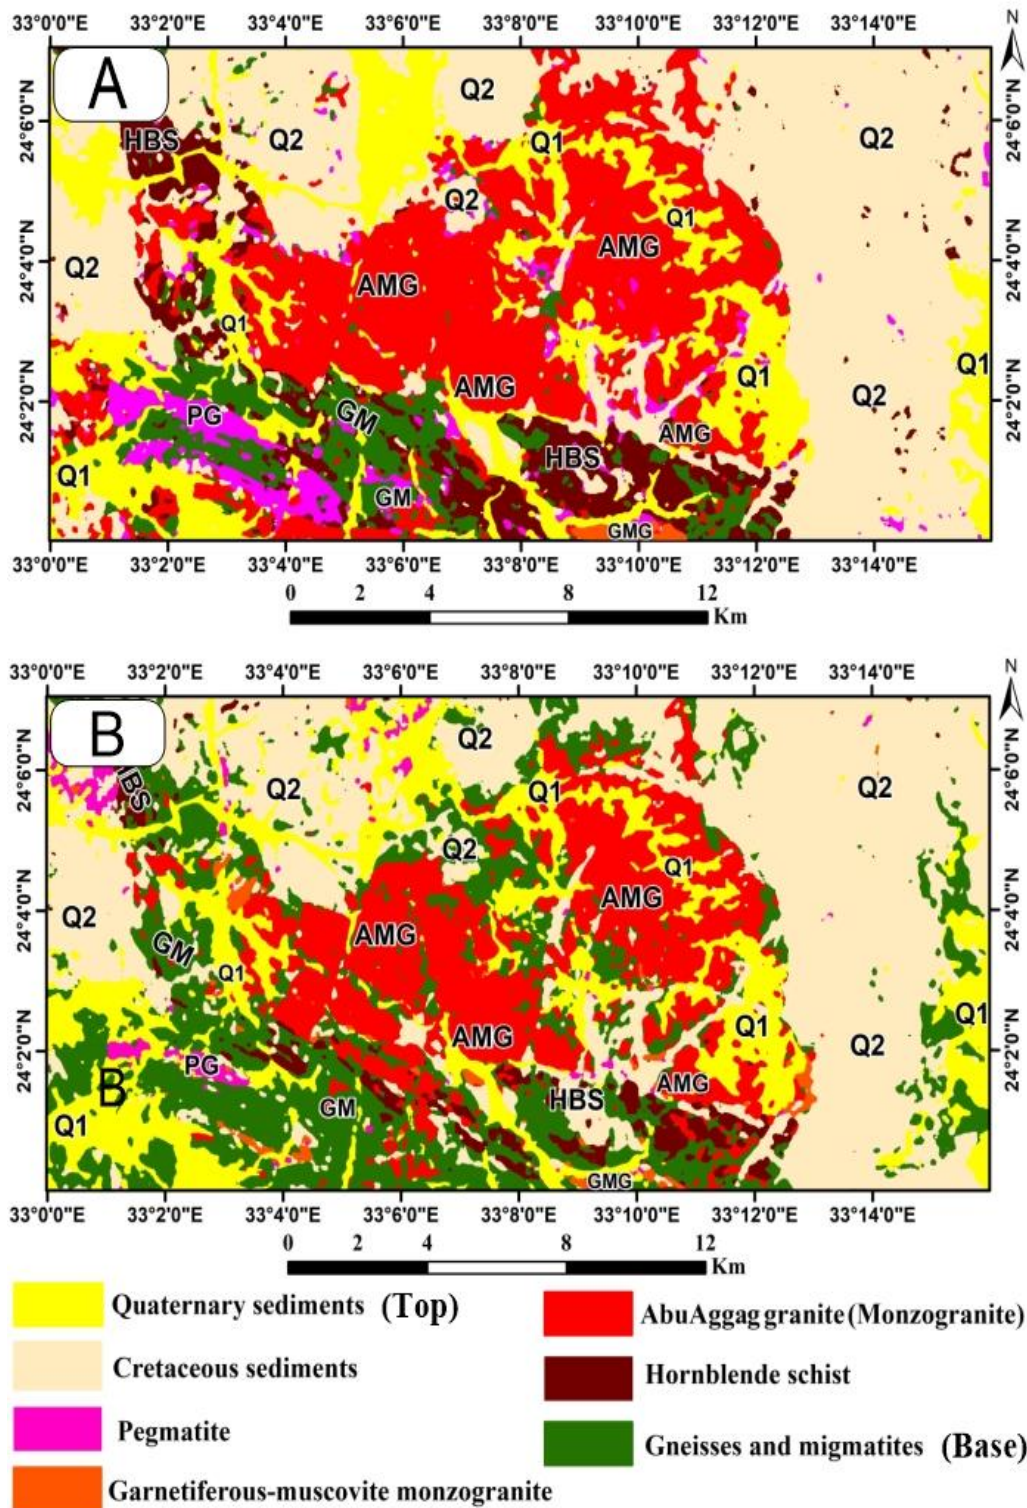 33°0'0"E 33°2'0"E 33°4'0"E 33°6'0"E 33°8'0"E 33°10'0"E 33°12'0"E 33°14'0"E N
A
24°6'0"N 24°6'0"N
Q2
HBS Q2 Q1 Q2
Q2 Q1
24°4'0"N 24°4'0"N
Q2 AMG AMG
Q1
Q1
24°2'0"N 24°2'0"N
AMG Q1 Q2
PG GM AMG
Q1 HBS
GM GMG
33°0'0"E 33°2'0"E 33°4'0"E 33°6'0"E 33°8'0"E 33°10'0"E 33°12'0"E 33°14'0"E
0 2 4 8 12
Km
33°0'0"E 33°2'0"E 33°4'0"E 33°6'0"E 33°8'0"E 33°10'0"E 33°12'0"E 33°14'0"E N
B
24°6'0"N 24°6'0"N
Q2
HBS Q2 Q1 Q2
Q2 Q1
24°4'0"N 24°4'0"N
Q2 AMG AMG
GM Q1
Q1
24°2'0"N 24°2'0"N
AMG Q1 Q2
PG AMG
B GM HBS
Q1
GMG
33°0'0"E 33°2'0"E 33°4'0"E 33°6'0"E 33°8'0"E 33°10'0"E 33°12'0"E 33°14'0"E
0 2 4 8 12
Km
Quaternary sediments (Top)
Cretaceous sediments
Pegmatite
Garnetiferous-muscovite monzogranite
AbuAggag granite (Monzogranite)
Hornblende schist
Gneisses and migmatites (Base)